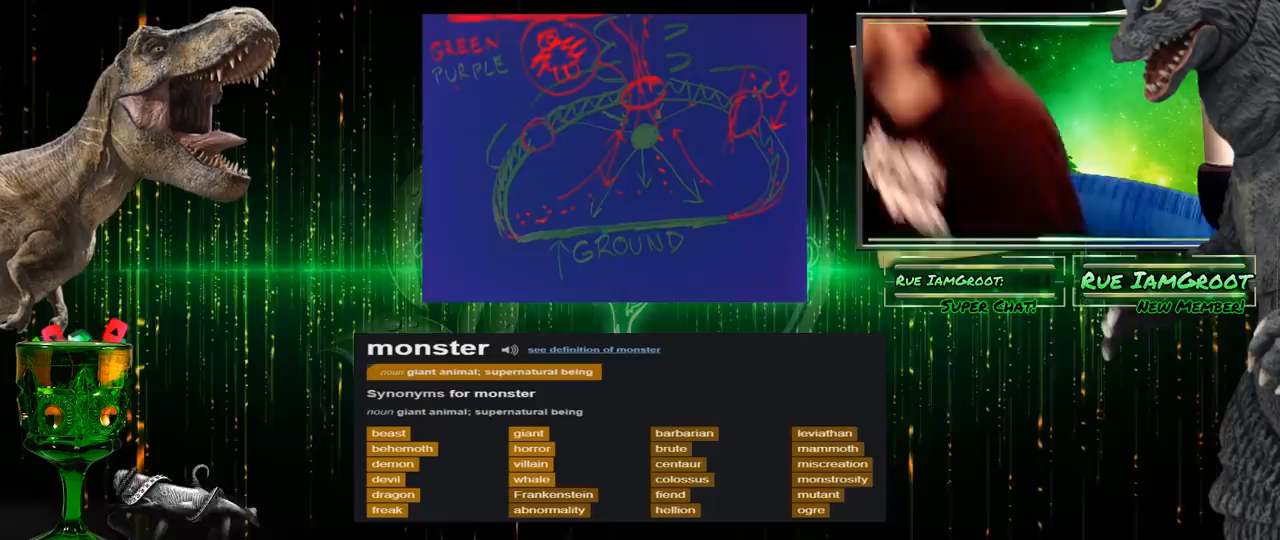 GREEN
PURPLE
ice
GROUND
RUE IAMGROOT:
SUPER CHAT!
RUE IAMGROOT
NEW MEMBER!
monster see definition of monster
noun giant animal; supernatural being
Synonyms for monster
noun giant animal; supernatural being
beast giant barbarian leviathan
behemoth horror brute mammoth
demon villain centaur miscreation
devil whale colossus monstrosity
dragon Frankenstein fiend mutant
freak abnormality hellion ogre